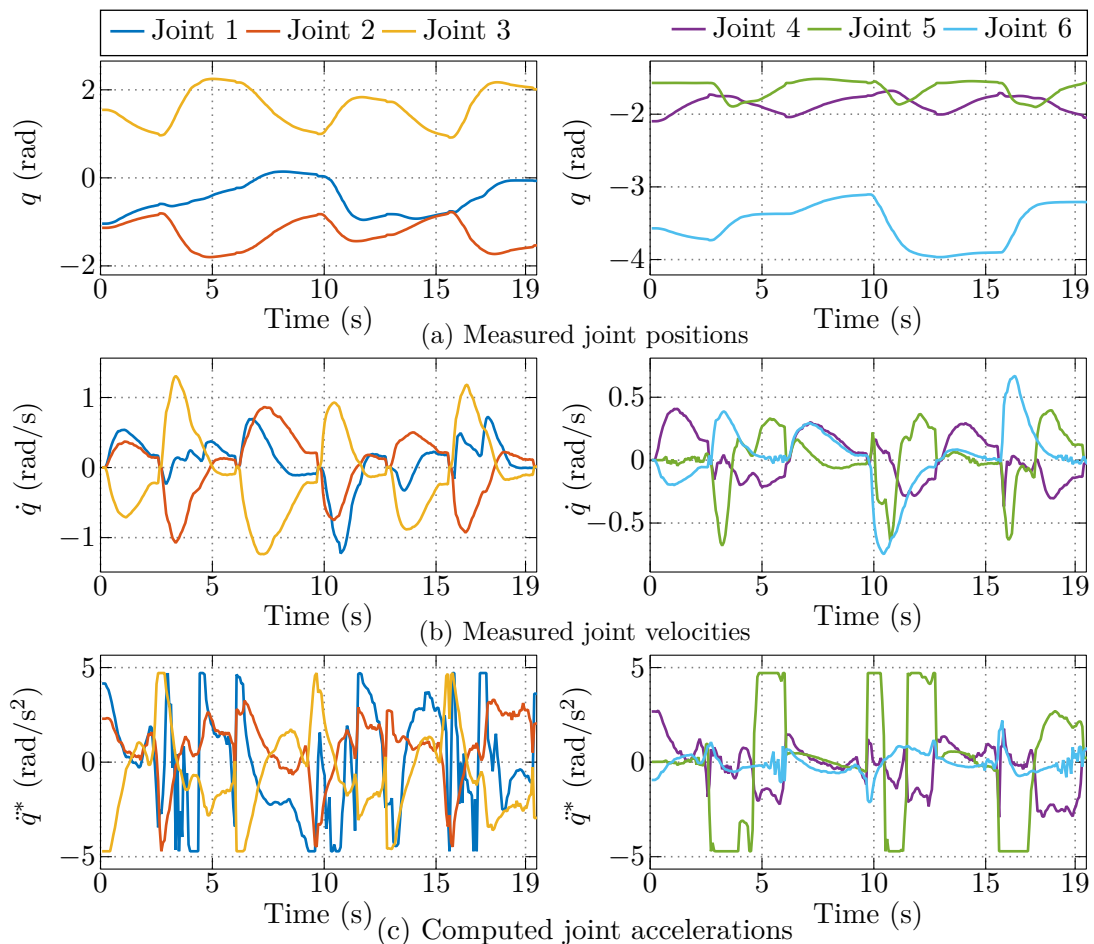 Joint 1 Joint 2 Joint 3 Joint 4 Joint 5 Joint 6
2
0
−2
q (rad)
0 5 10 15 19
Time (s)
−2
−3
−4
q (rad)
0 5 10 15 19
Time (s)
(a) Measured joint positions
1
0
−1
q̇ (rad/s)
0 5 10 15 19
Time (s)
0.5
0
−0.5
q̇ (rad/s)
0 5 10 15 19
Time (s)
(b) Measured joint velocities
5
0
−5
q̈* (rad/s²)
0 5 10 15 19
Time (s)
5
0
−5
q̈* (rad/s²)
0 5 10 15 19
Time (s)
(c) Computed joint accelerations